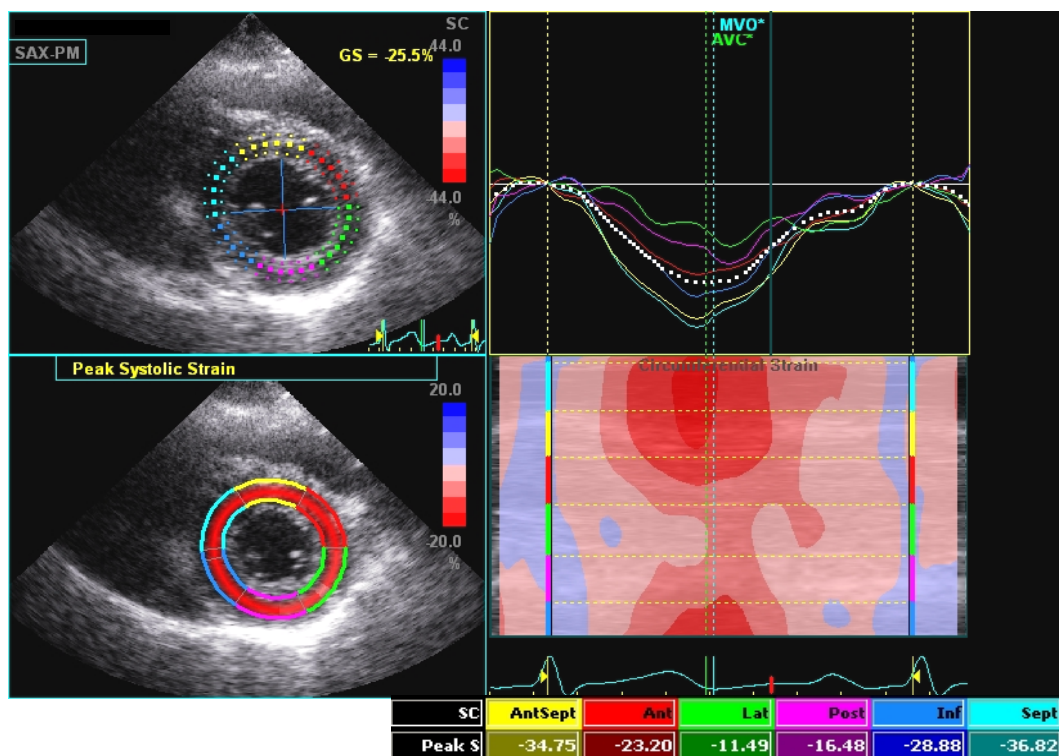 SAX-PM
SC
GS = -25.5%
44.0
-44.0
%
MVO*
AVC*
Peak Systolic Strain
20.0
-20.0
%
Circumferential Strain
SC AntSept Ant Lat Post Inf Sept
Peak S -34.75 -23.20 -11.49 -16.48 -28.88